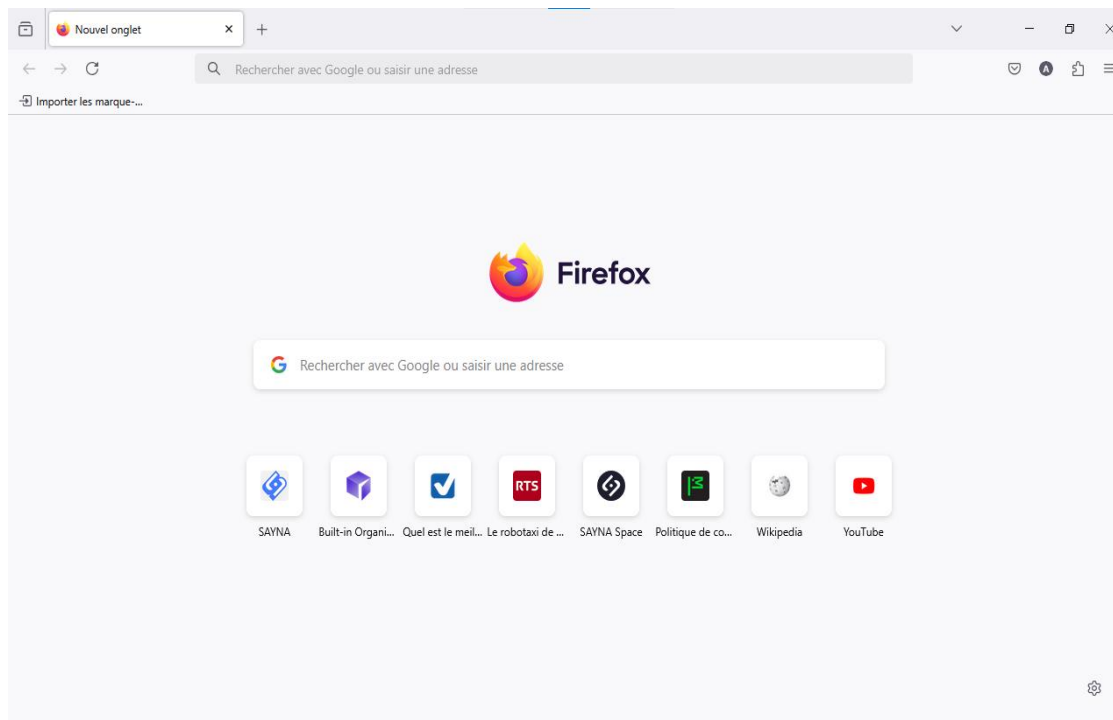 Nouvel onglet
Rechercher avec Google ou saisir une adresse
A
Importer les marque-...
Firefox
G Rechercher avec Google ou saisir une adresse
RTS
SAYNA Built-in Organi... Quel est le meil... Le robotaxi de ... SAYNA Space Politique de co... Wikipedia YouTube